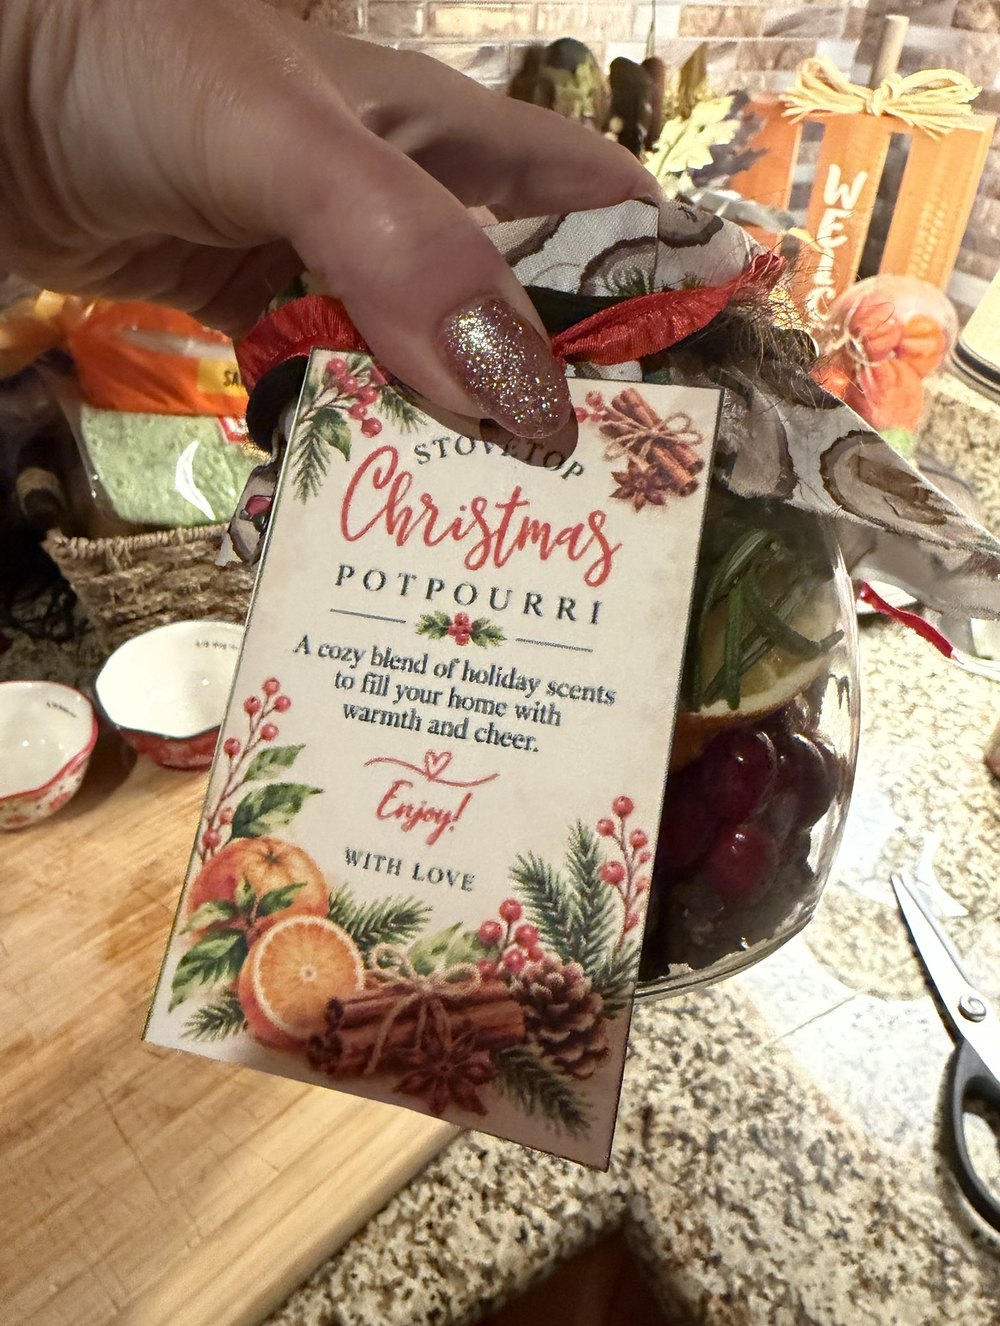 STOVETOP
Christmas
POTPOURRI
A cozy blend of holiday scents
to fill your home with
warmth and cheer.
Enjoy!
WITH LOVE